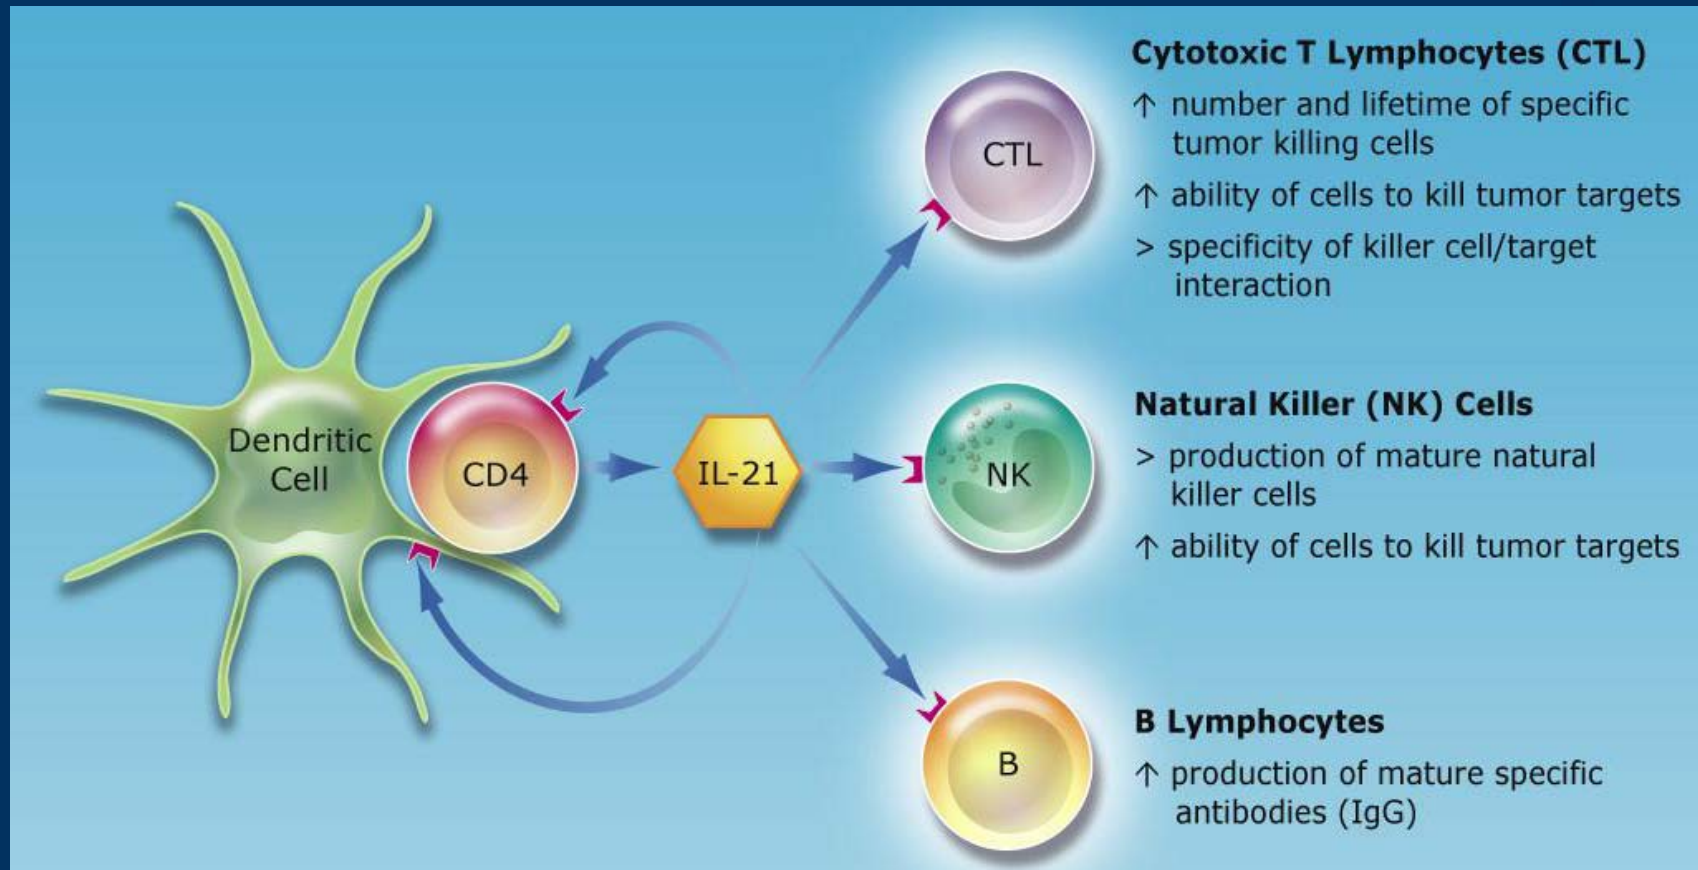 Dendritic
Cell
CD4
IL-21
CTL
Cytotoxic T Lymphocytes (CTL)
↑ number and lifetime of specific
tumor killing cells
↑ ability of cells to kill tumor targets
> specificity of killer cell/target
interaction
NK
Natural Killer (NK) Cells
> production of mature natural
killer cells
↑ ability of cells to kill tumor targets
B
B Lymphocytes
↑ production of mature specific
antibodies (IgG)